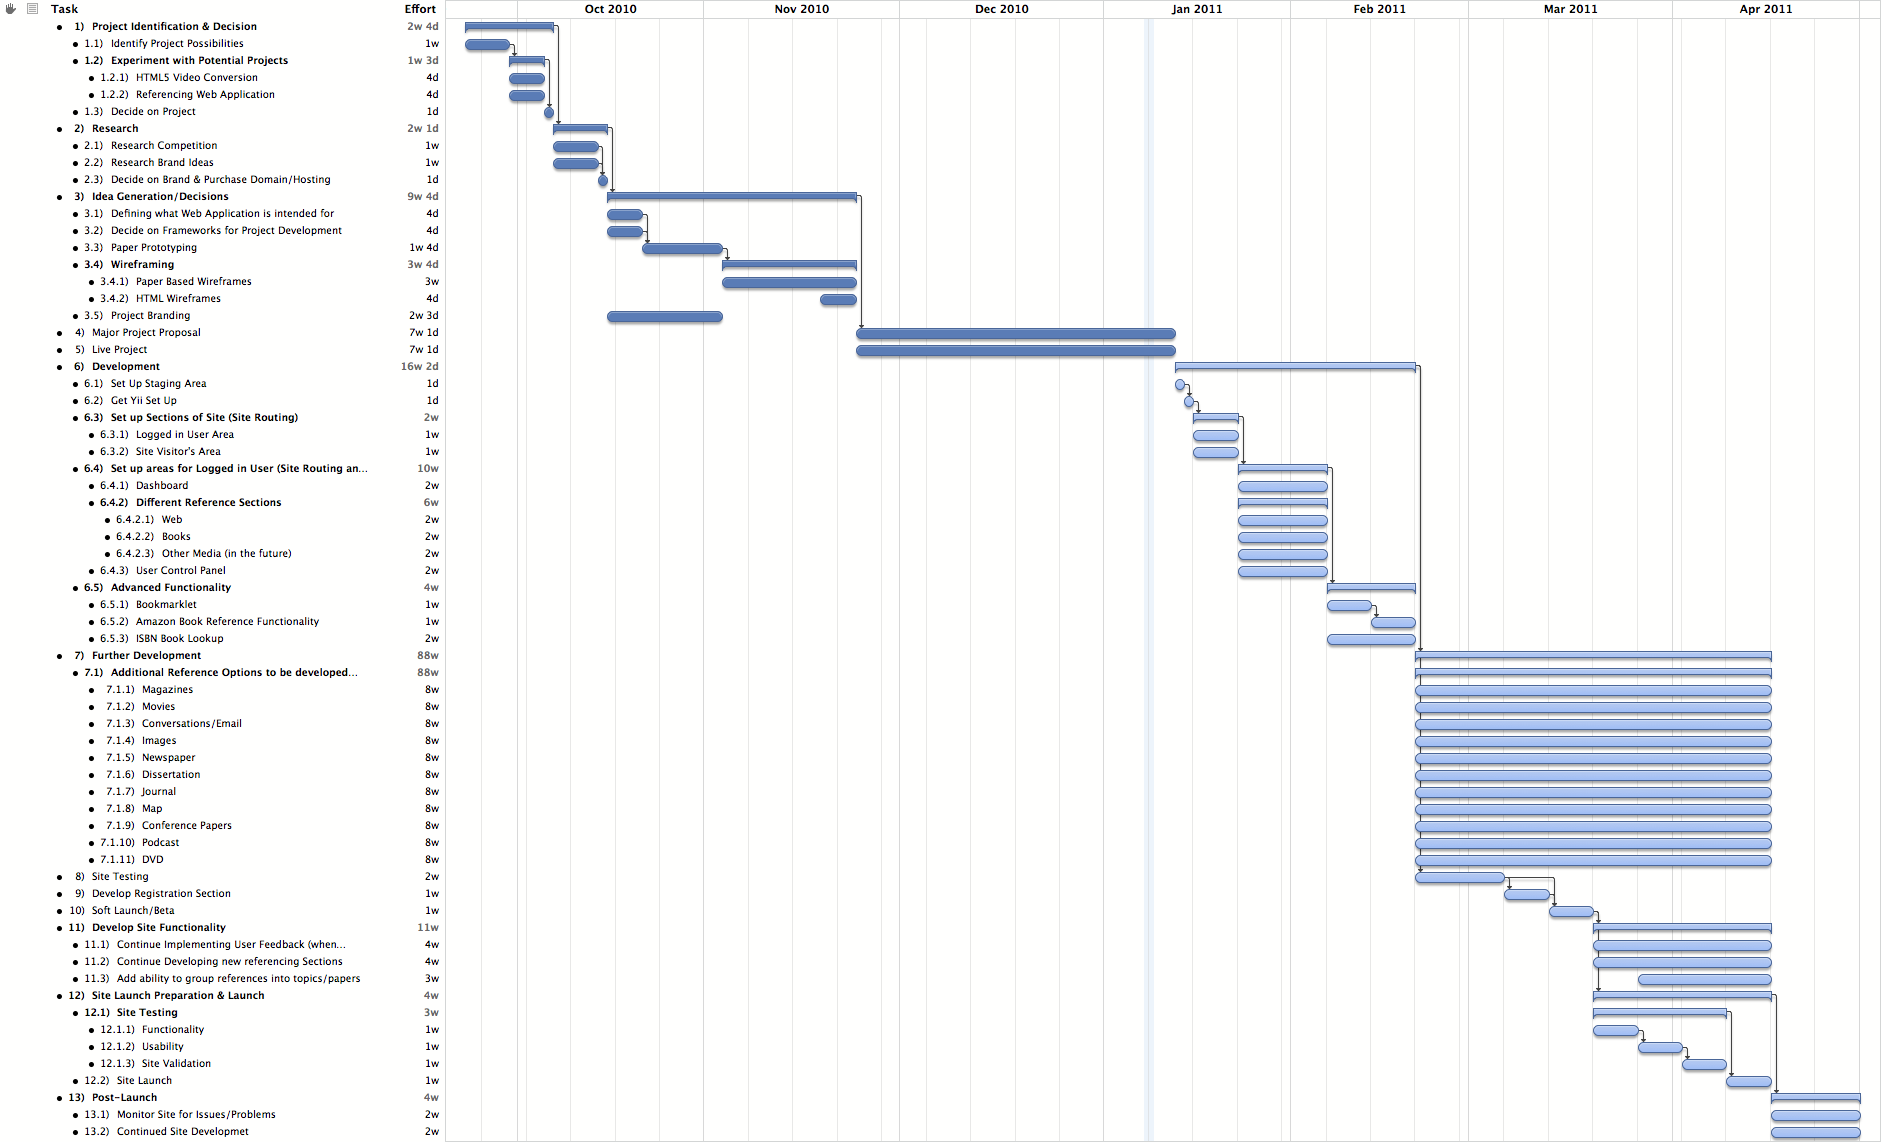 Task Effort Oct 2010 Nov 2010 Dec 2010 Jan 2011 Feb 2011 Mar 2011 Apr 2011
1) Project Identification & Decision 2w 4d
1.1) Identify Project Possibilities 1w
1.2) Experiment with Potential Projects 1w 3d
1.2.1) HTML5 Video Conversion 4d
1.2.2) Referencing Web Application 4d
1.3) Decide on Project 1d
2) Research 2w 1d
2.1) Research Competition 1w
2.2) Research Brand Ideas 1w
2.3) Decide on Brand & Purchase Domain/Hosting 1d
3) Idea Generation/Decisions 9w 4d
3.1) Defining what Web Application is intended for 4d
3.2) Decide on Frameworks for Project Development 4d
3.3) Paper Prototyping 1w 4d
3.4) Wireframing 3w 4d
3.4.1) Paper Based Wireframes 3w
3.4.2) HTML Wireframes 4d
3.5) Project Branding 2w 3d
4) Major Project Proposal 7w 1d
5) Live Project 7w 1d
6) Development 16w 2d
6.1) Set Up Staging Area 1d
6.2) Get Yii Set Up 1d
6.3) Set up Sections of Site (Site Routing) 2w
6.3.1) Logged in User Area 1w
6.3.2) Site Visitor's Area 1w
6.4) Set up areas for Logged in User (Site Routing an... 10w
6.4.1) Dashboard 2w
6.4.2) Different Reference Sections 6w
6.4.2.1) Web 2w
6.4.2.2) Books 2w
6.4.2.3) Other Media (in the future) 2w
6.4.3) User Control Panel 2w
6.5) Advanced Functionality 4w
6.5.1) Bookmarklet 1w
6.5.2) Amazon Book Reference Functionality 1w
6.5.3) ISBN Book Lookup 2w
7) Further Development 88w
7.1) Additional Reference Options to be developed... 88w
7.1.1) Magazines 8w
7.1.2) Movies 8w
7.1.3) Conversations/Email 8w
7.1.4) Images 8w
7.1.5) Newspaper 8w
7.1.6) Dissertation 8w
7.1.7) Journal 8w
7.1.8) Map 8w
7.1.9) Conference Papers 8w
7.1.10) Podcast 8w
7.1.11) DVD 8w
8) Site Testing 2w
9) Develop Registration Section 1w
10) Soft Launch/Beta 1w
11) Develop Site Functionality 11w
11.1) Continue Implementing User Feedback (when... 4w
11.2) Continue Developing new referencing Sections 4w
11.3) Add ability to group references into topics/papers 3w
12) Site Launch Preparation & Launch 4w
12.1) Site Testing 3w
12.1.1) Functionality 1w
12.1.2) Usability 1w
12.1.3) Site Validation 1w
12.2) Site Launch 1w
13) Post-Launch 4w
13.1) Monitor Site for Issues/Problems 2w
13.2) Continued Site Developmet 2w